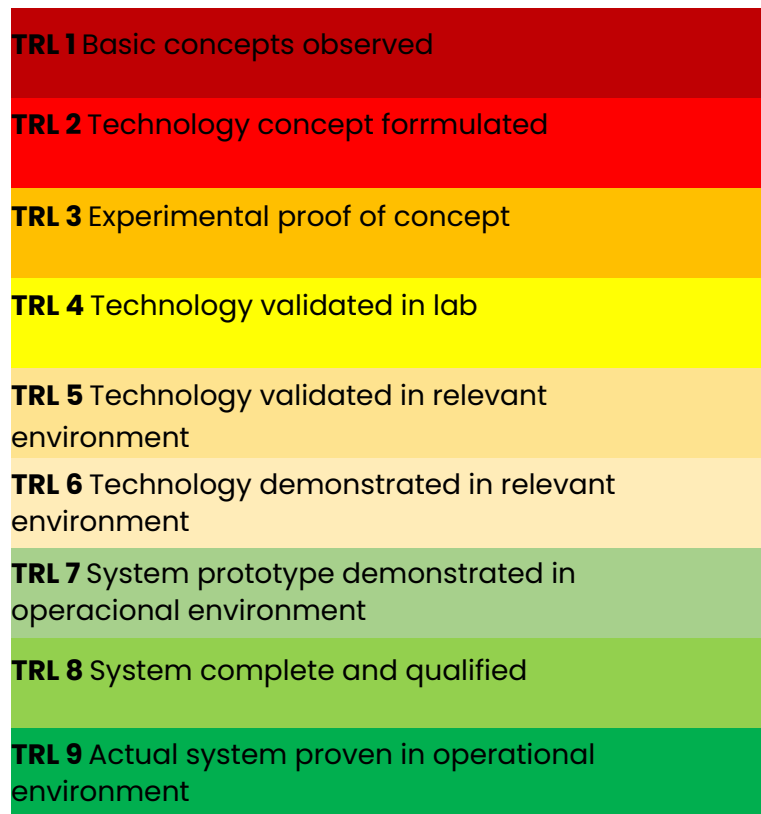 TRL 1 Basic concepts observed
TRL 2 Technology concept forrmulated
TRL 3 Experimental proof of concept
TRL 4 Technology validated in lab
TRL 5 Technology validated in relevant
environment
TRL 6 Technology demonstrated in relevant
environment
TRL 7 System prototype demonstrated in
operacional environment
TRL 8 System complete and qualified
TRL 9 Actual system proven in operational
environment